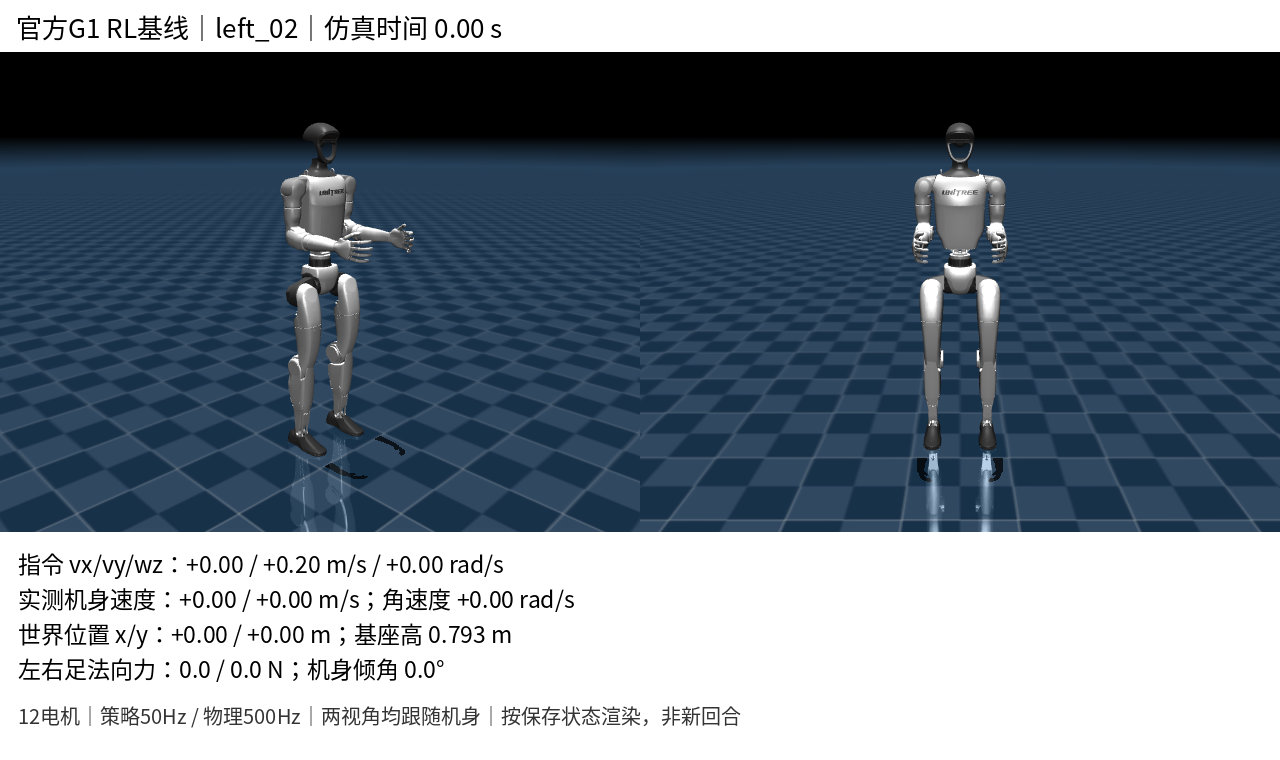 官方G1 RL基线｜left_02｜仿真时间 0.00 s
UNITREE
UNITREE
指令 vx/vy/wz：+0.00 / +0.20 m/s / +0.00 rad/s
实测机身速度：+0.00 / +0.00 m/s；角速度 +0.00 rad/s
世界位置 x/y：+0.00 / +0.00 m；基座高 0.793 m
左右足法向力：0.0 / 0.0 N；机身倾角 0.0°
12电机｜策略50Hz / 物理500Hz｜两视角均跟随机身｜按保存状态渲染，非新回合